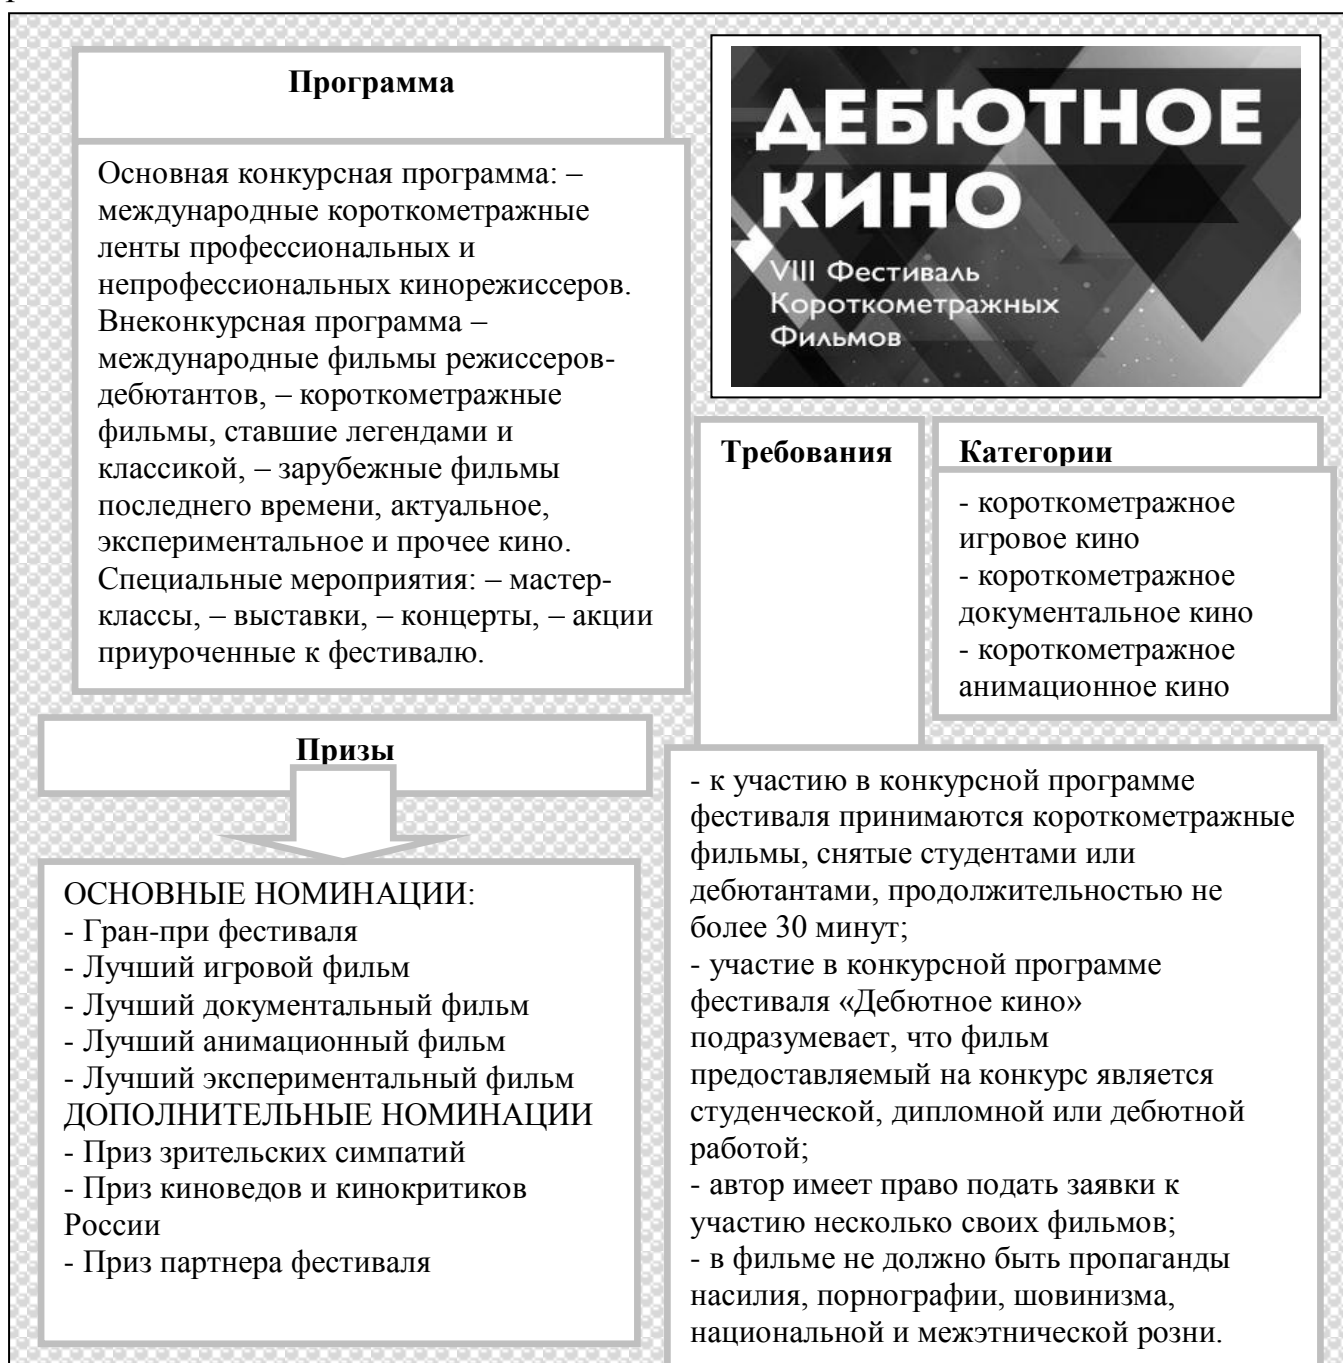 Программа
Основная конкурсная программа: –
международные короткометражные
ленты профессиональных и
непрофессиональных кинорежиссеров.
Внеконкурсная программа –
международные фильмы режиссеров-
дебютантов, – короткометражные
фильмы, ставшие легендами и
классикой, – зарубежные фильмы
последнего времени, актуальное,
экспериментальное и прочее кино.
Специальные мероприятия: – мастер-
классы, – выставки, – концерты, – акции
приуроченные к фестивалю.
ДЕБЮТНОЕ
КИНО
VIII Фестиваль
Короткометражных
Фильмов
Требования
Категории
- короткометражное
игровое кино
- короткометражное
документальное кино
- короткометражное
анимационное кино
Призы
ОСНОВНЫЕ НОМИНАЦИИ:
- Гран-при фестиваля
- Лучший игровой фильм
- Лучший документальный фильм
- Лучший анимационный фильм
- Лучший экспериментальный фильм
ДОПОЛНИТЕЛЬНЫЕ НОМИНАЦИИ
- Приз зрительских симпатий
- Приз киноведов и кинокритиков
России
- Приз партнера фестиваля
- к участию в конкурсной программе
фестиваля принимаются короткометражные
фильмы, снятые студентами или
дебютантами, продолжительностью не
более 30 минут;
- участие в конкурсной программе
фестиваля «Дебютное кино»
подразумевает, что фильм
предоставляемый на конкурс является
студенческой, дипломной или дебютной
работой;
- автор имеет право подать заявки к
участию несколько своих фильмов;
- в фильме не должно быть пропаганды
насилия, порнографии, шовинизма,
национальной и межэтнической розни.